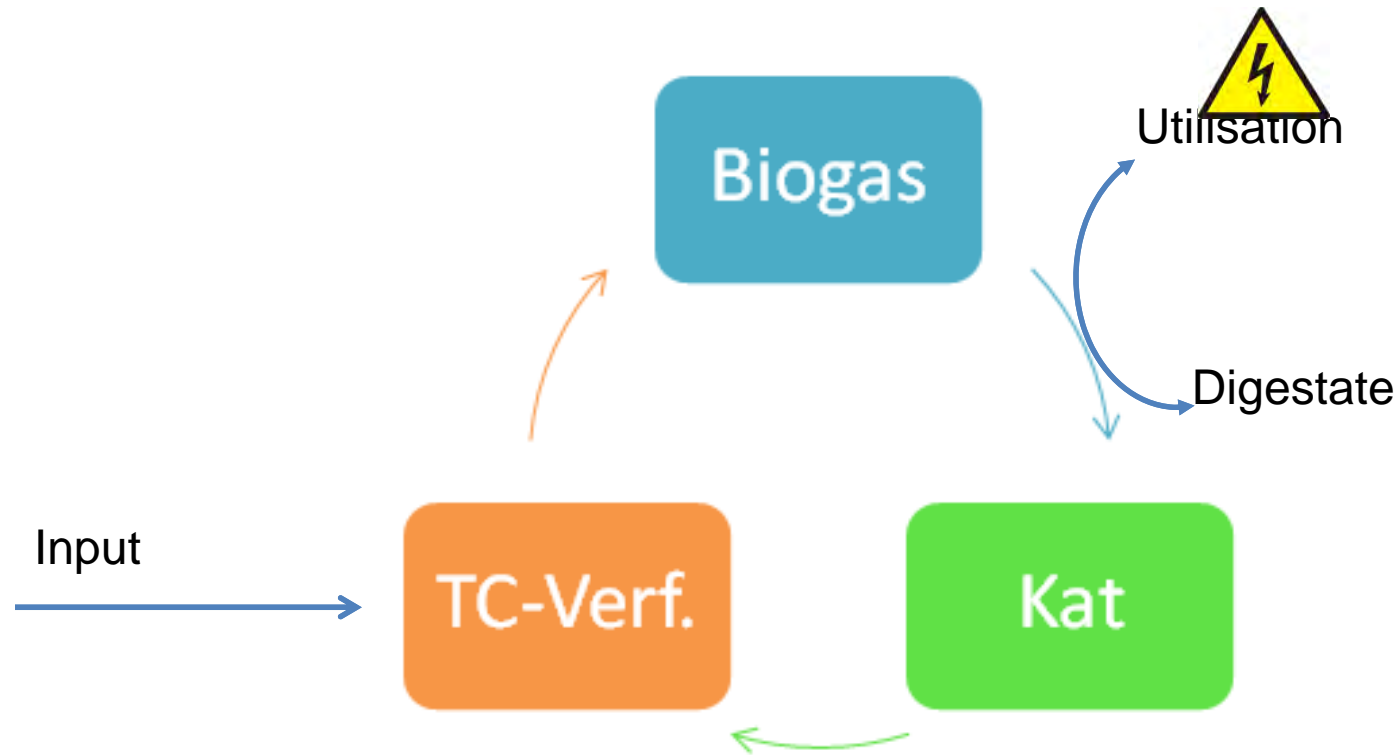 Utilisation
Biogas
Digestate
Input
TC-Verf.
Kat